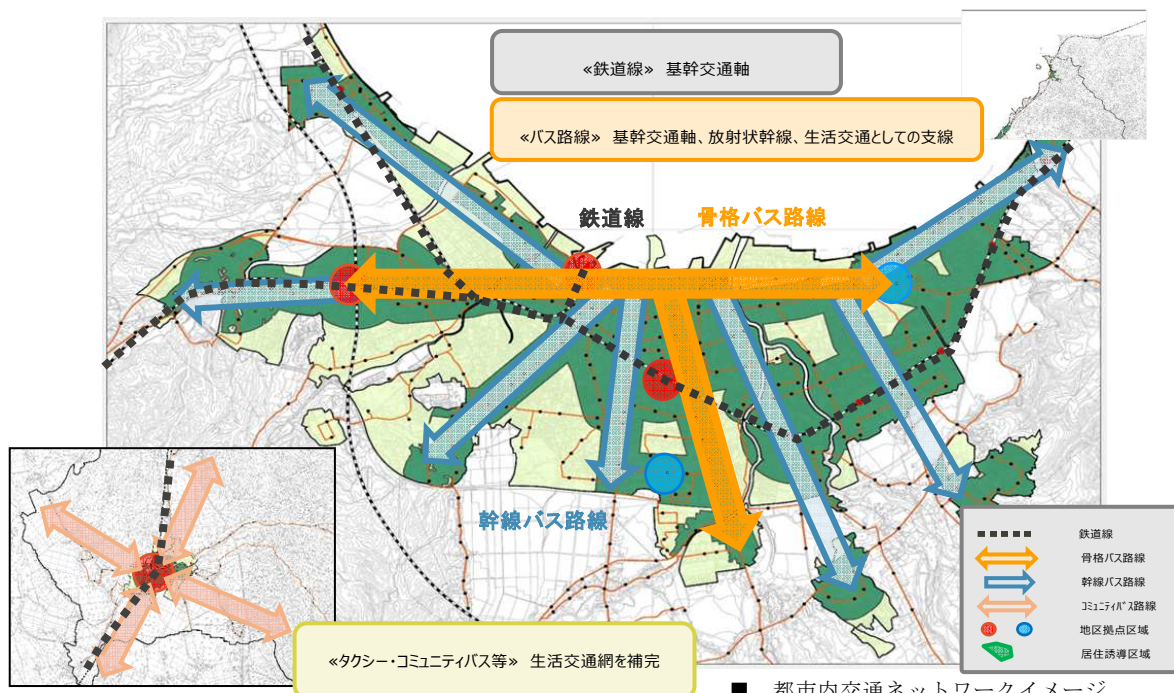 «鉄道線» 基幹交通軸
«バス路線» 基幹交通軸、放射状幹線、生活交通としての支線
鉄道線
骨格バス路線
幹線バス路線
鉄道線
骨格バス路線
幹線バス路線
ｺﾐｭﾆﾃｨﾊﾞｽ路線
地区拠点区域
居住誘導区域
«タクシー・コミュニティバス等» 生活交通網を補完
■ 都市内交通ネットワークイメージ